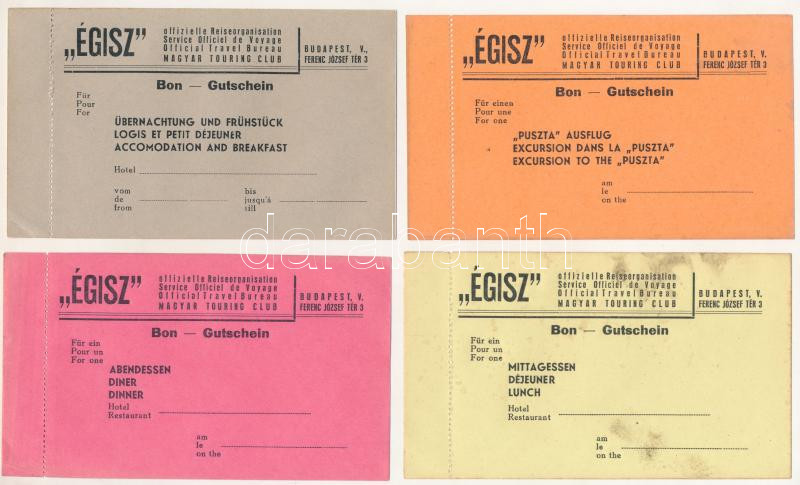 „ÉGISZ”
offizielle Reiseorganisation
Service Officiel de Voyage
Official Travel Bureau
MAGYAR TOURING CLUB
BUDAPEST, V.,
FERENC JÓZSEF TÉR 3
Bon — Gutschein
Für
Pour
For
ÜBERNACHTUNG UND FRÜHSTÜCK
LOGIS ET PETIT DÉJEUNER
ACCOMODATION AND BREAKFAST
Hotel
vom
de
from
bis
jusqu'á
till
„ÉGISZ”
offizielle Reiseorganisation
Service Officiel de Voyage
Official Travel Bureau
MAGYAR TOURING CLUB
BUDAPEST, V.
FERENC JÓZSEF TÉR 3
Bon — Gutschein
Für einen
Pour une
For one
„PUSZTA” AUSFLUG
EXCURSION DANS LA „PUSZTA”
EXCURSION TO THE „PUSZTA”
am
le
on the
„ÉGISZ”
offizielle Reiseorganisation
Service Officiel de Voyage
Official Travel Bureau
MAGYAR TOURING CLUB
BUDAPEST, V.
FERENC JÓZSEF TÉR 3
Bon — Gutschein
Für ein
Pour un
For one
ABENDESSEN
DINER
DINNER
Hotel
Restaurant
am
le
on the
„ÉGISZ”
offizielle Reiseorganisation
Service Officiel de Voyage
Official Travel Bureau
MAGYAR TOURING CLUB
BUDAPEST, V.
FERENC JÓZSEF TÉR 3
Bon — Gutschein
Für ein
Pour un
For one
MITTAGESSEN
DÉJEUNER
LUNCH
Hotel
Restaurant
am
le
on the
darabanth